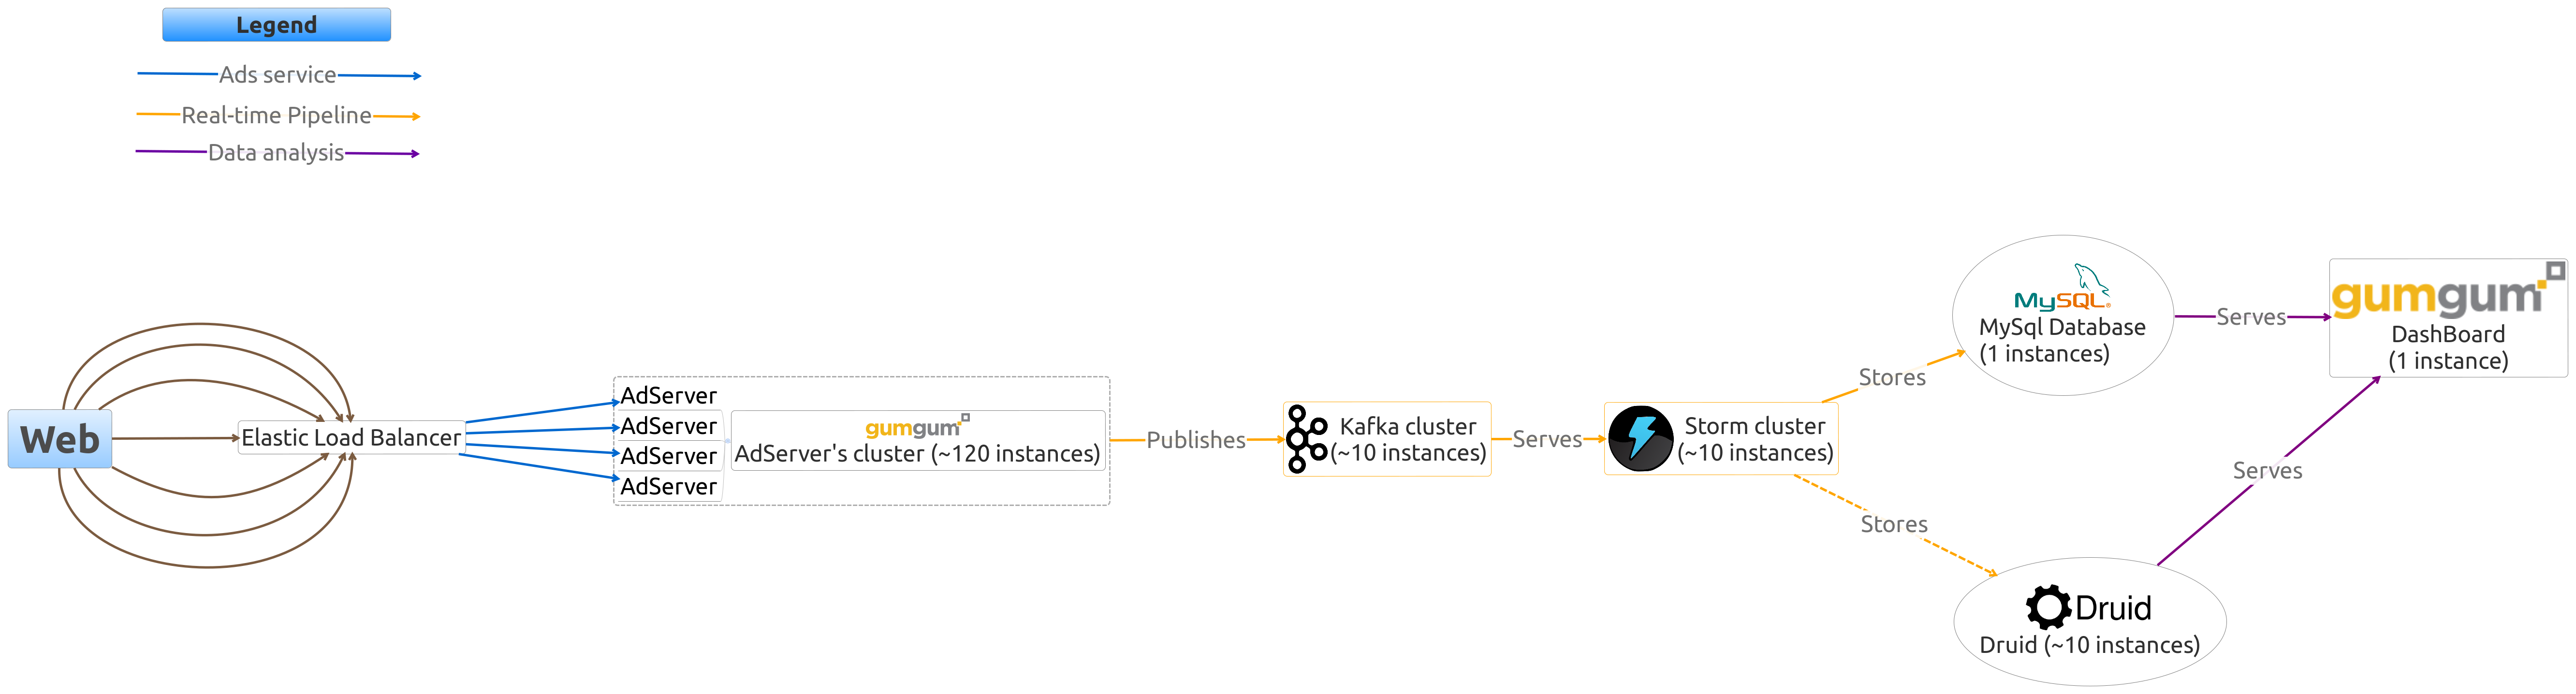 Legend
Ads service
Real-time Pipeline
Data analysis
Web
Elastic Load Balancer
AdServer
AdServer
AdServer
AdServer
gumgum
AdServer's cluster (~120 instances)
Publishes
Kafka cluster
(~10 instances)
Serves
Storm cluster
(~10 instances)
Stores
Stores
MySQL®
MySql Database
(1 instances)
Druid
Druid (~10 instances)
Serves
Serves
gumgum
DashBoard
(1 instance)